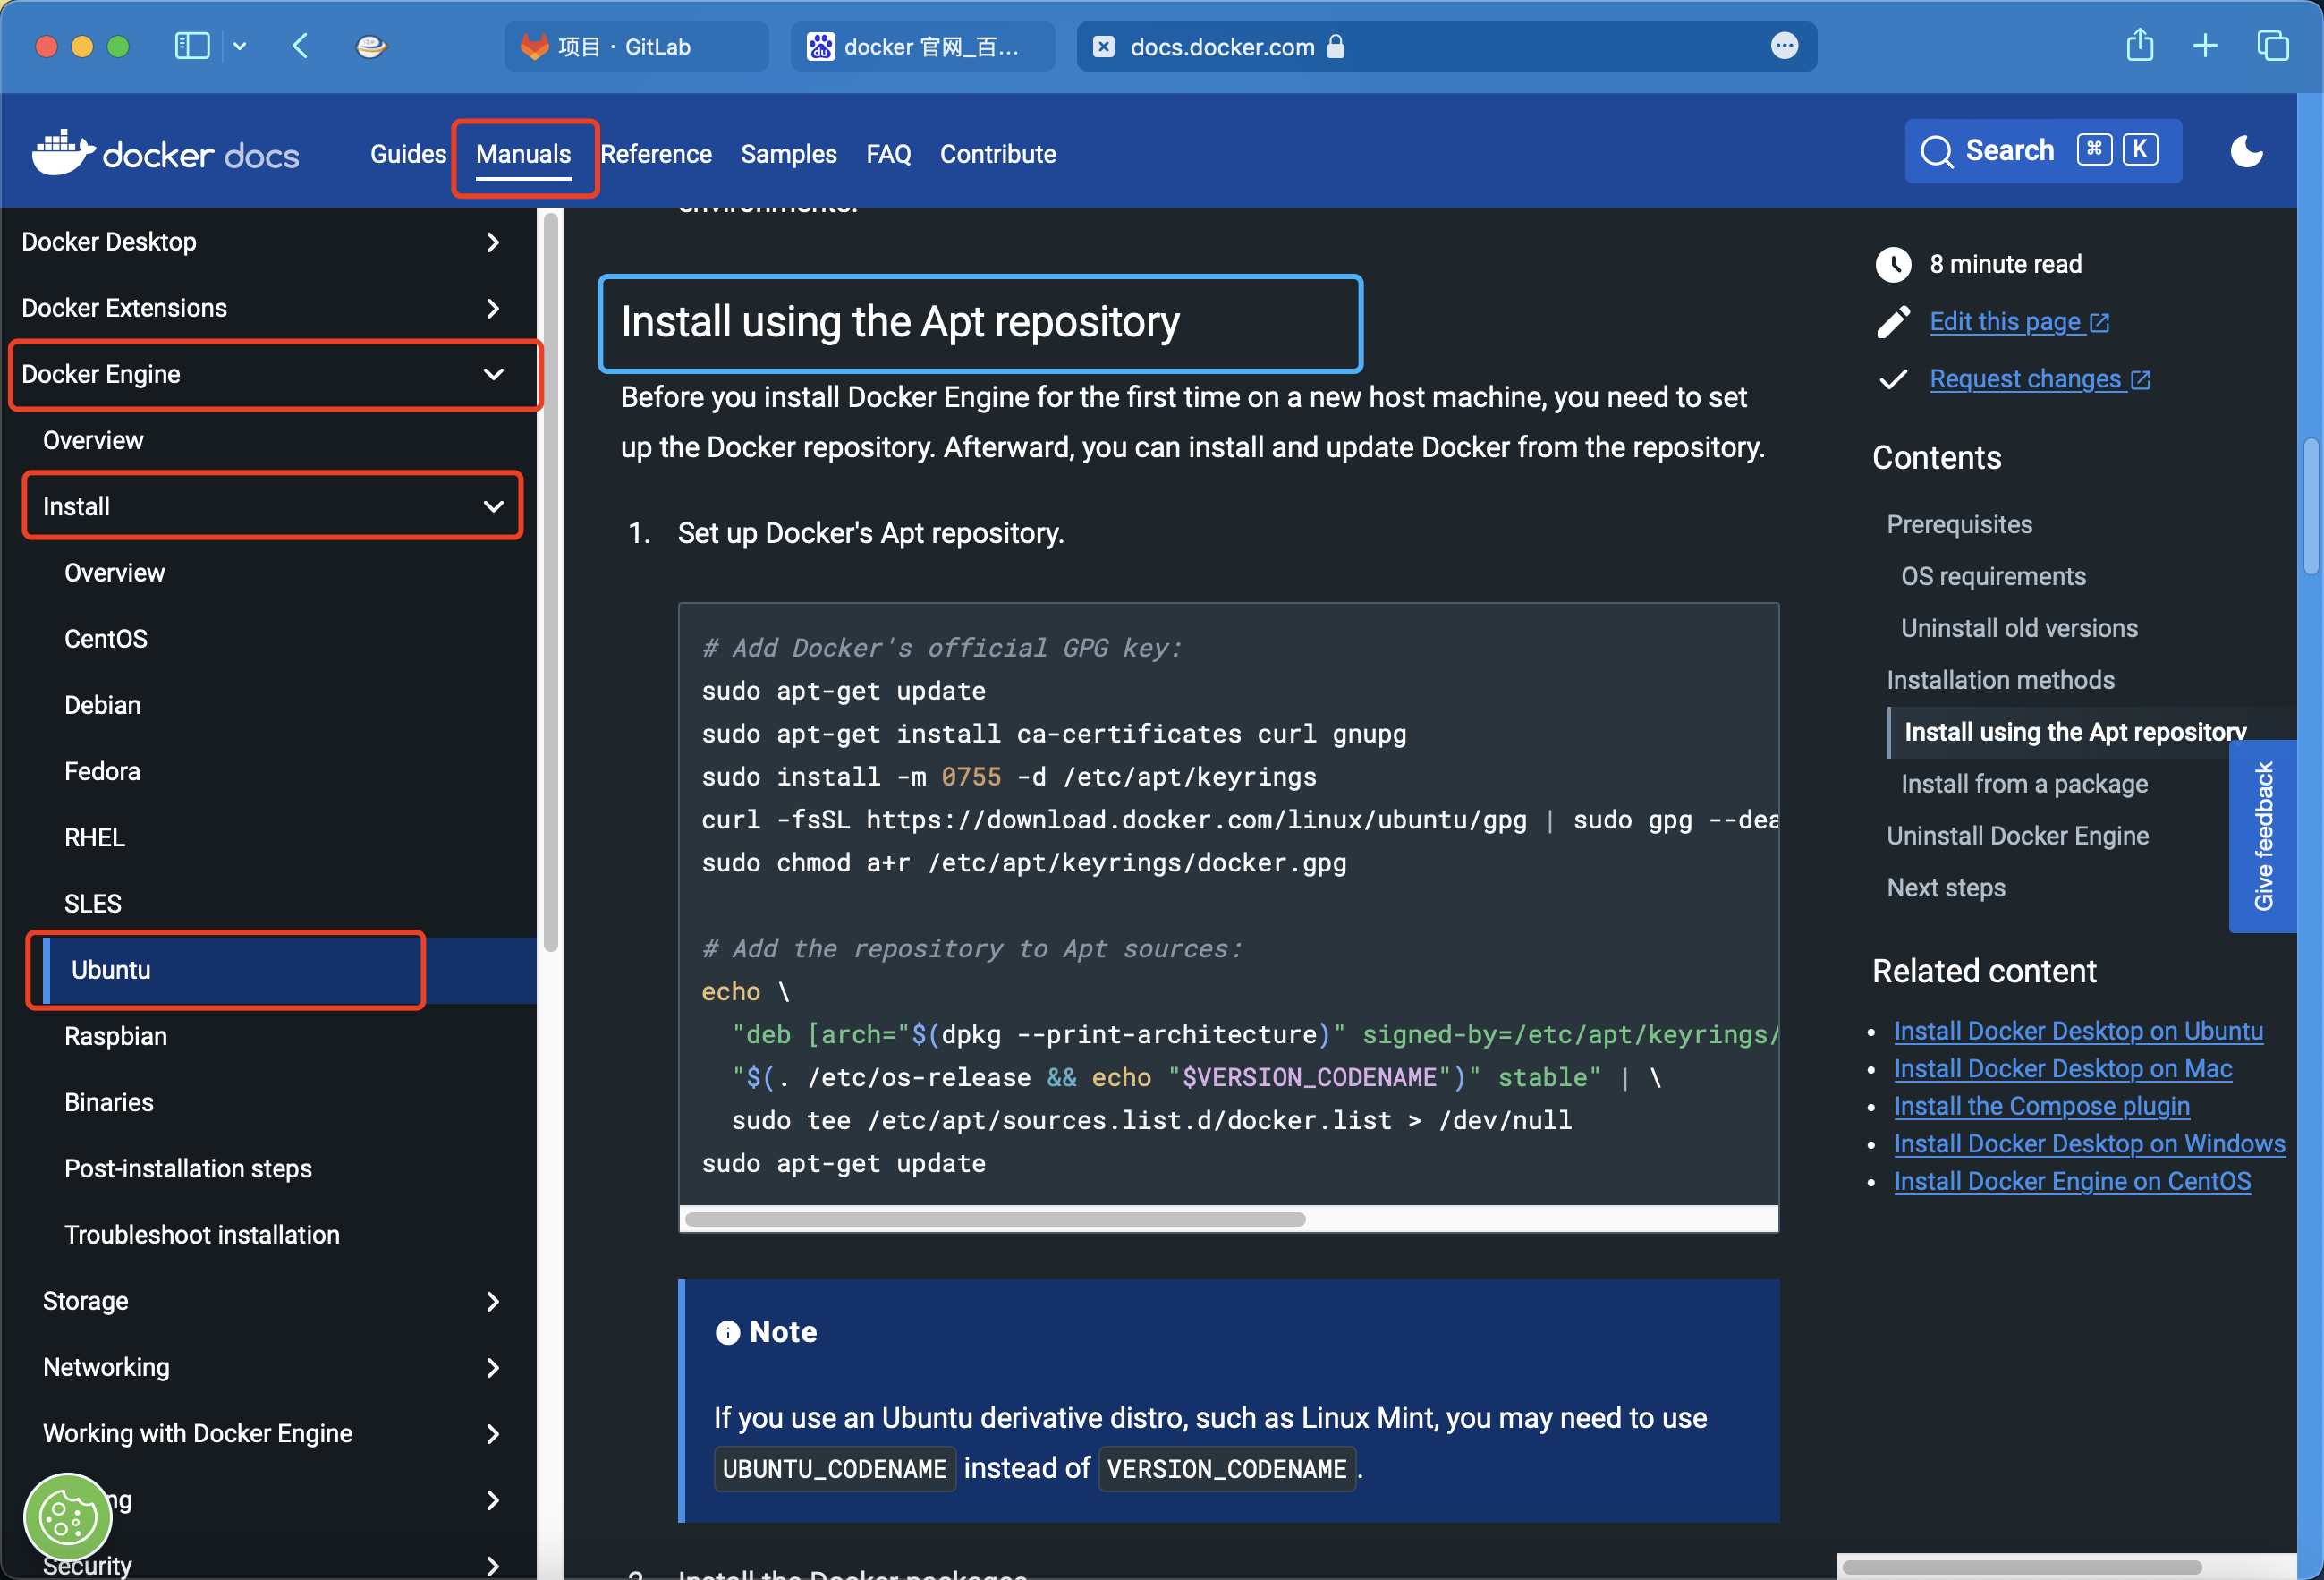 项目 · GitLab
docker 官网_百...
docs.docker.com
docker docs
Guides
Manuals
Reference
Samples
FAQ
Contribute
Search ⌘ K
Docker Desktop
Docker Extensions
Docker Engine
Overview
Install
Overview
CentOS
Debian
Fedora
RHEL
SLES
Ubuntu
Raspbian
Binaries
Post-installation steps
Troubleshoot installation
Storage
Networking
Working with Docker Engine
Security
environments.
Install using the Apt repository
Before you install Docker Engine for the first time on a new host machine, you need to set
up the Docker repository. Afterward, you can install and update Docker from the repository.
1. Set up Docker's Apt repository.
# Add Docker's official GPG key:
sudo apt-get update
sudo apt-get install ca-certificates curl gnupg
sudo install -m 0755 -d /etc/apt/keyrings
curl -fsSL https://download.docker.com/linux/ubuntu/gpg | sudo gpg --dea
sudo chmod a+r /etc/apt/keyrings/docker.gpg
# Add the repository to Apt sources:
echo \
"deb [arch="$(dpkg --print-architecture)" signed-by=/etc/apt/keyrings/
"$(. /etc/os-release && echo "$VERSION_CODENAME")" stable" | \
sudo tee /etc/apt/sources.list.d/docker.list > /dev/null
sudo apt-get update
Note
If you use an Ubuntu derivative distro, such as Linux Mint, you may need to use
UBUNTU_CODENAME instead of VERSION_CODENAME.
2. Install the Docker packages.
8 minute read
Edit this page
Request changes
Contents
Prerequisites
OS requirements
Uninstall old versions
Installation methods
Install using the Apt repository
Install from a package
Uninstall Docker Engine
Next steps
Give feedback
Related content
• Install Docker Desktop on Ubuntu
• Install Docker Desktop on Mac
• Install the Compose plugin
• Install Docker Desktop on Windows
• Install Docker Engine on CentOS